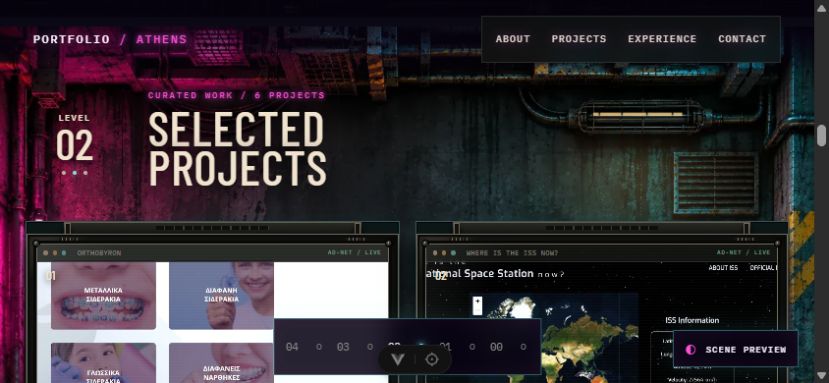 PORTFOLIO / ATHENS
ABOUT PROJECTS EXPERIENCE CONTACT
CURATED WORK / 6 PROJECTS
LEVEL
02
SELECTED
PROJECTS
ORTHOBYRON
AD-NET / LIVE
01
ΜΕΤΑΛΛΙΚΑ
ΣΙΔΕΡΑΚΙΑ
ΔΙΑΦΑΝΗ
ΣΙΔΕΡΑΚΙΑ
ΓΛΩΣΣΙΚΑ
ΣΙΔΕΡΑΚΙΑ
ΔΙΑΦΑΝΕΙΣ
ΝΑΡΘΗΚΕΣ
WHERE IS THE ISS NOW?
AD-NET / LIVE
02
Space Station now?
ABOUT ISS
ISS Information
04 03 01 00
SCENE PREVIEW